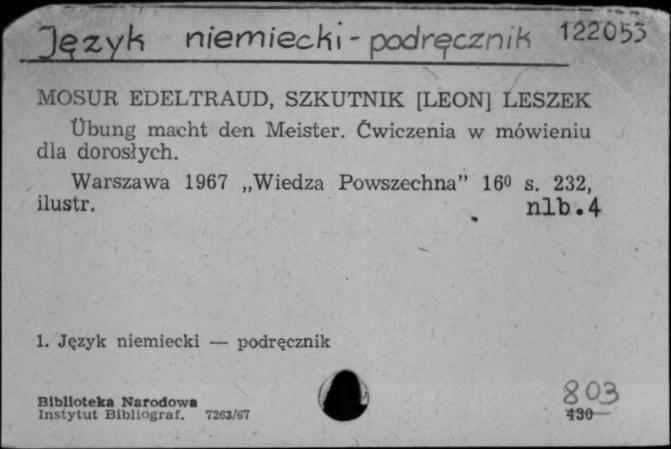 Język niemiecki - podręcznik 122053
MOSUR EDELTRAUD, SZKUTNIK [LEON] LESZEK
Übung macht den Meister. Ćwiczenia w mówieniu
dla dorosłych.
Warszawa 1967 „Wiedza Powszechna” 16⁰ s. 232,
ilustr. nlb.4
1. Język niemiecki — podręcznik
803
Biblioteka Narodowa
Instytut Bibliograf. 7263/67 430